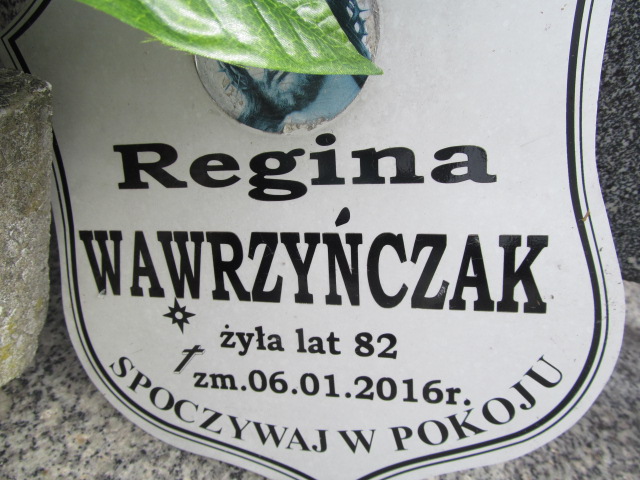 Regina
WAWRZYŃCZAK
żyła lat 82
zm.06.01.2016r.
SPOCZYWAJ W POKOJU